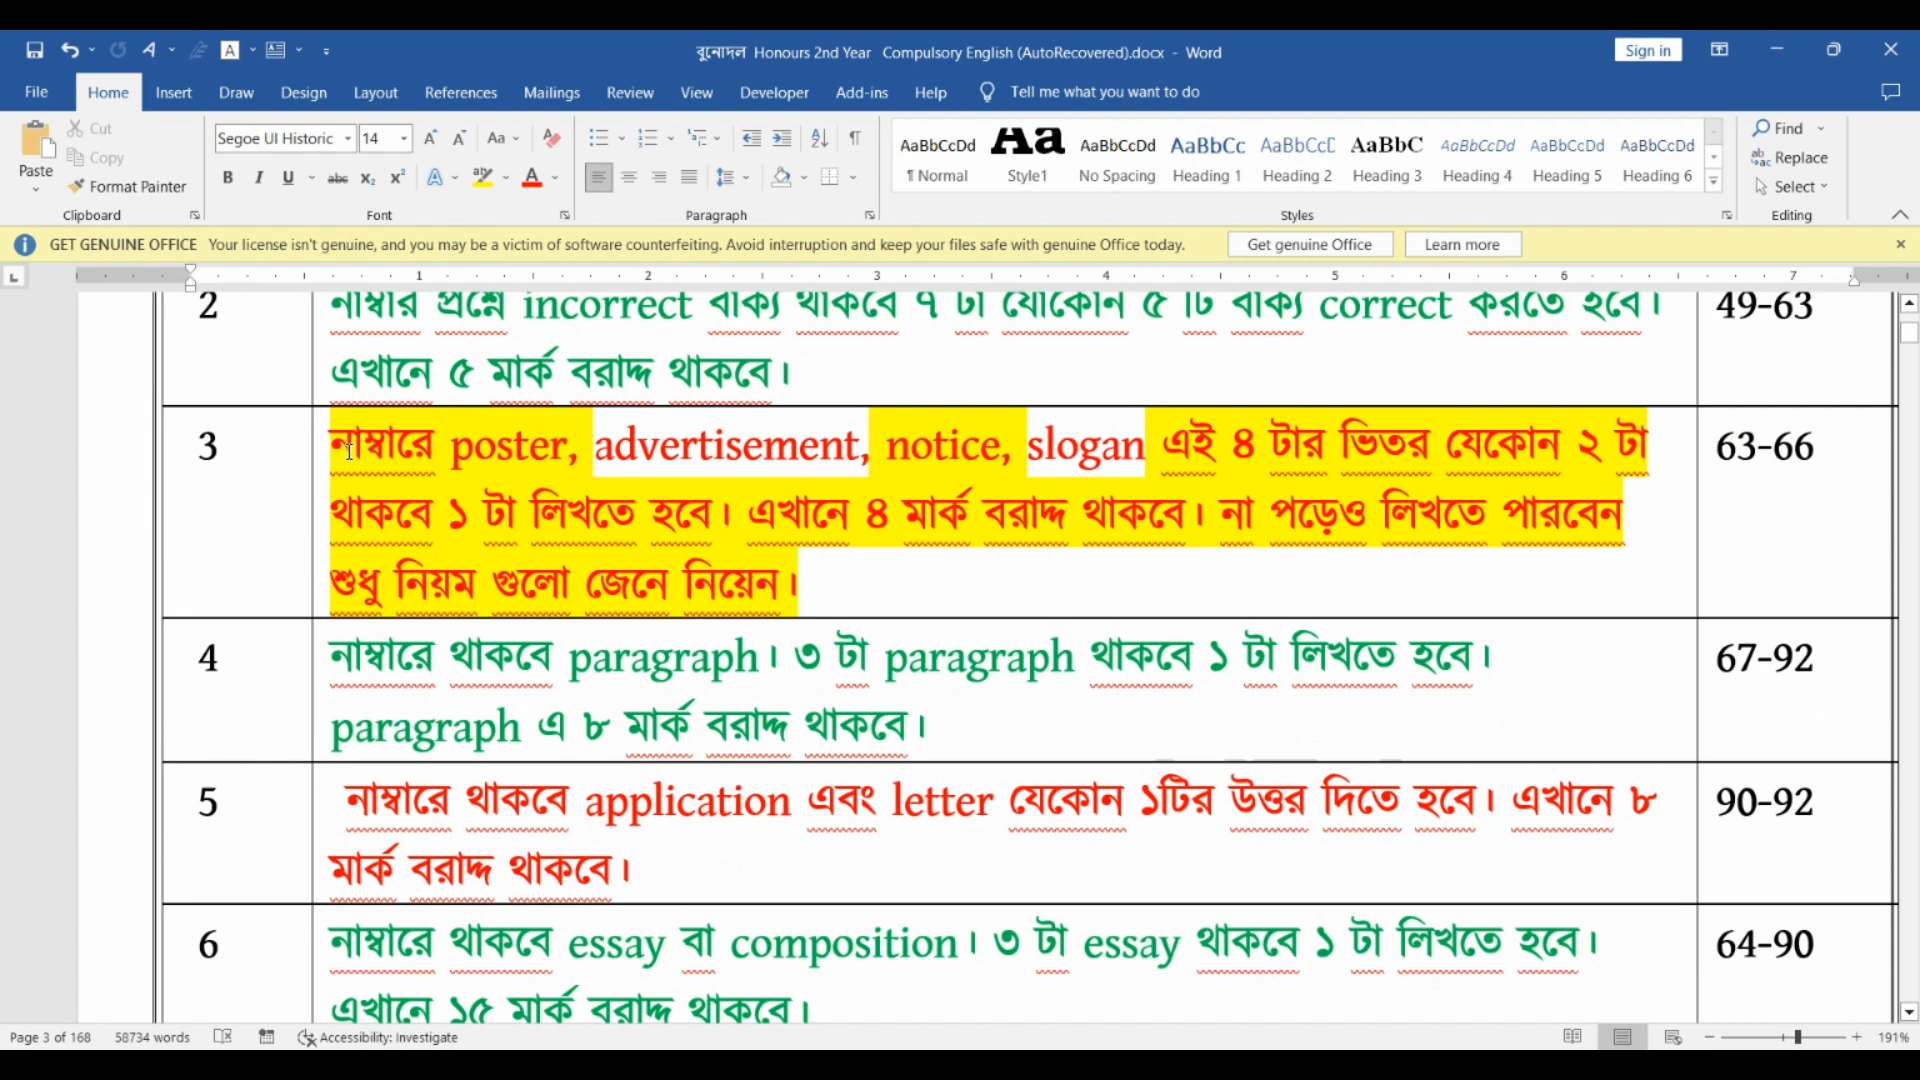 বুনোদল Honours 2nd Year Compulsory English (AutoRecovered).docx - Word
Sign in
File Home Insert Draw Design Layout References Mailings Review View Developer Add-ins Help Tell me what you want to do
Paste
Cut
Copy
Format Painter
Clipboard
Segoe UI Historic 14
Font
Paragraph
AaBbCcDd ¶ Normal
Aa Style1
AaBbCcDd No Spacing
AaBbCc Heading 1
AaBbCcD Heading 2
AaBbC Heading 3
AaBbCcDd Heading 4
AaBbCcDd Heading 5
AaBbCcDd Heading 6
Styles
Find
Replace
Select
Editing
GET GENUINE OFFICE Your license isn't genuine, and you may be a victim of software counterfeiting. Avoid interruption and keep your files safe with genuine Office today. Get genuine Office Learn more
1 2 3 4 5 6 7
2 নাম্বার প্রশ্নে incorrect বাক্য থাকবে ৭ টা যেকোন ৫ টি বাক্য correct করতে হবে। 49-63
এখানে ৫ মার্ক বরাদ্দ থাকবে।
3 নাম্বারে poster, advertisement, notice, slogan এই ৪ টার ভিতর যেকোন ২ টা 63-66
থাকবে ১ টা লিখতে হবে। এখানে ৪ মার্ক বরাদ্দ থাকবে। না পড়েও লিখতে পারবেন
শুধু নিয়ম গুলো জেনে নিয়েন।
4 নাম্বারে থাকবে paragraph। ৩ টা paragraph থাকবে ১ টা লিখতে হবে। 67-92
paragraph এ ৮ মার্ক বরাদ্দ থাকবে।
5 নাম্বারে থাকবে application এবং letter যেকোন ১টির উত্তর দিতে হবে। এখানে ৮ 90-92
মার্ক বরাদ্দ থাকবে।
6 নাম্বারে থাকবে essay বা composition। ৩ টা essay থাকবে ১ টা লিখতে হবে। 64-90
এখানে ১৫ মার্ক বরাদ্দ থাকবে।
Page 3 of 168 58734 words Accessibility: Investigate 191%